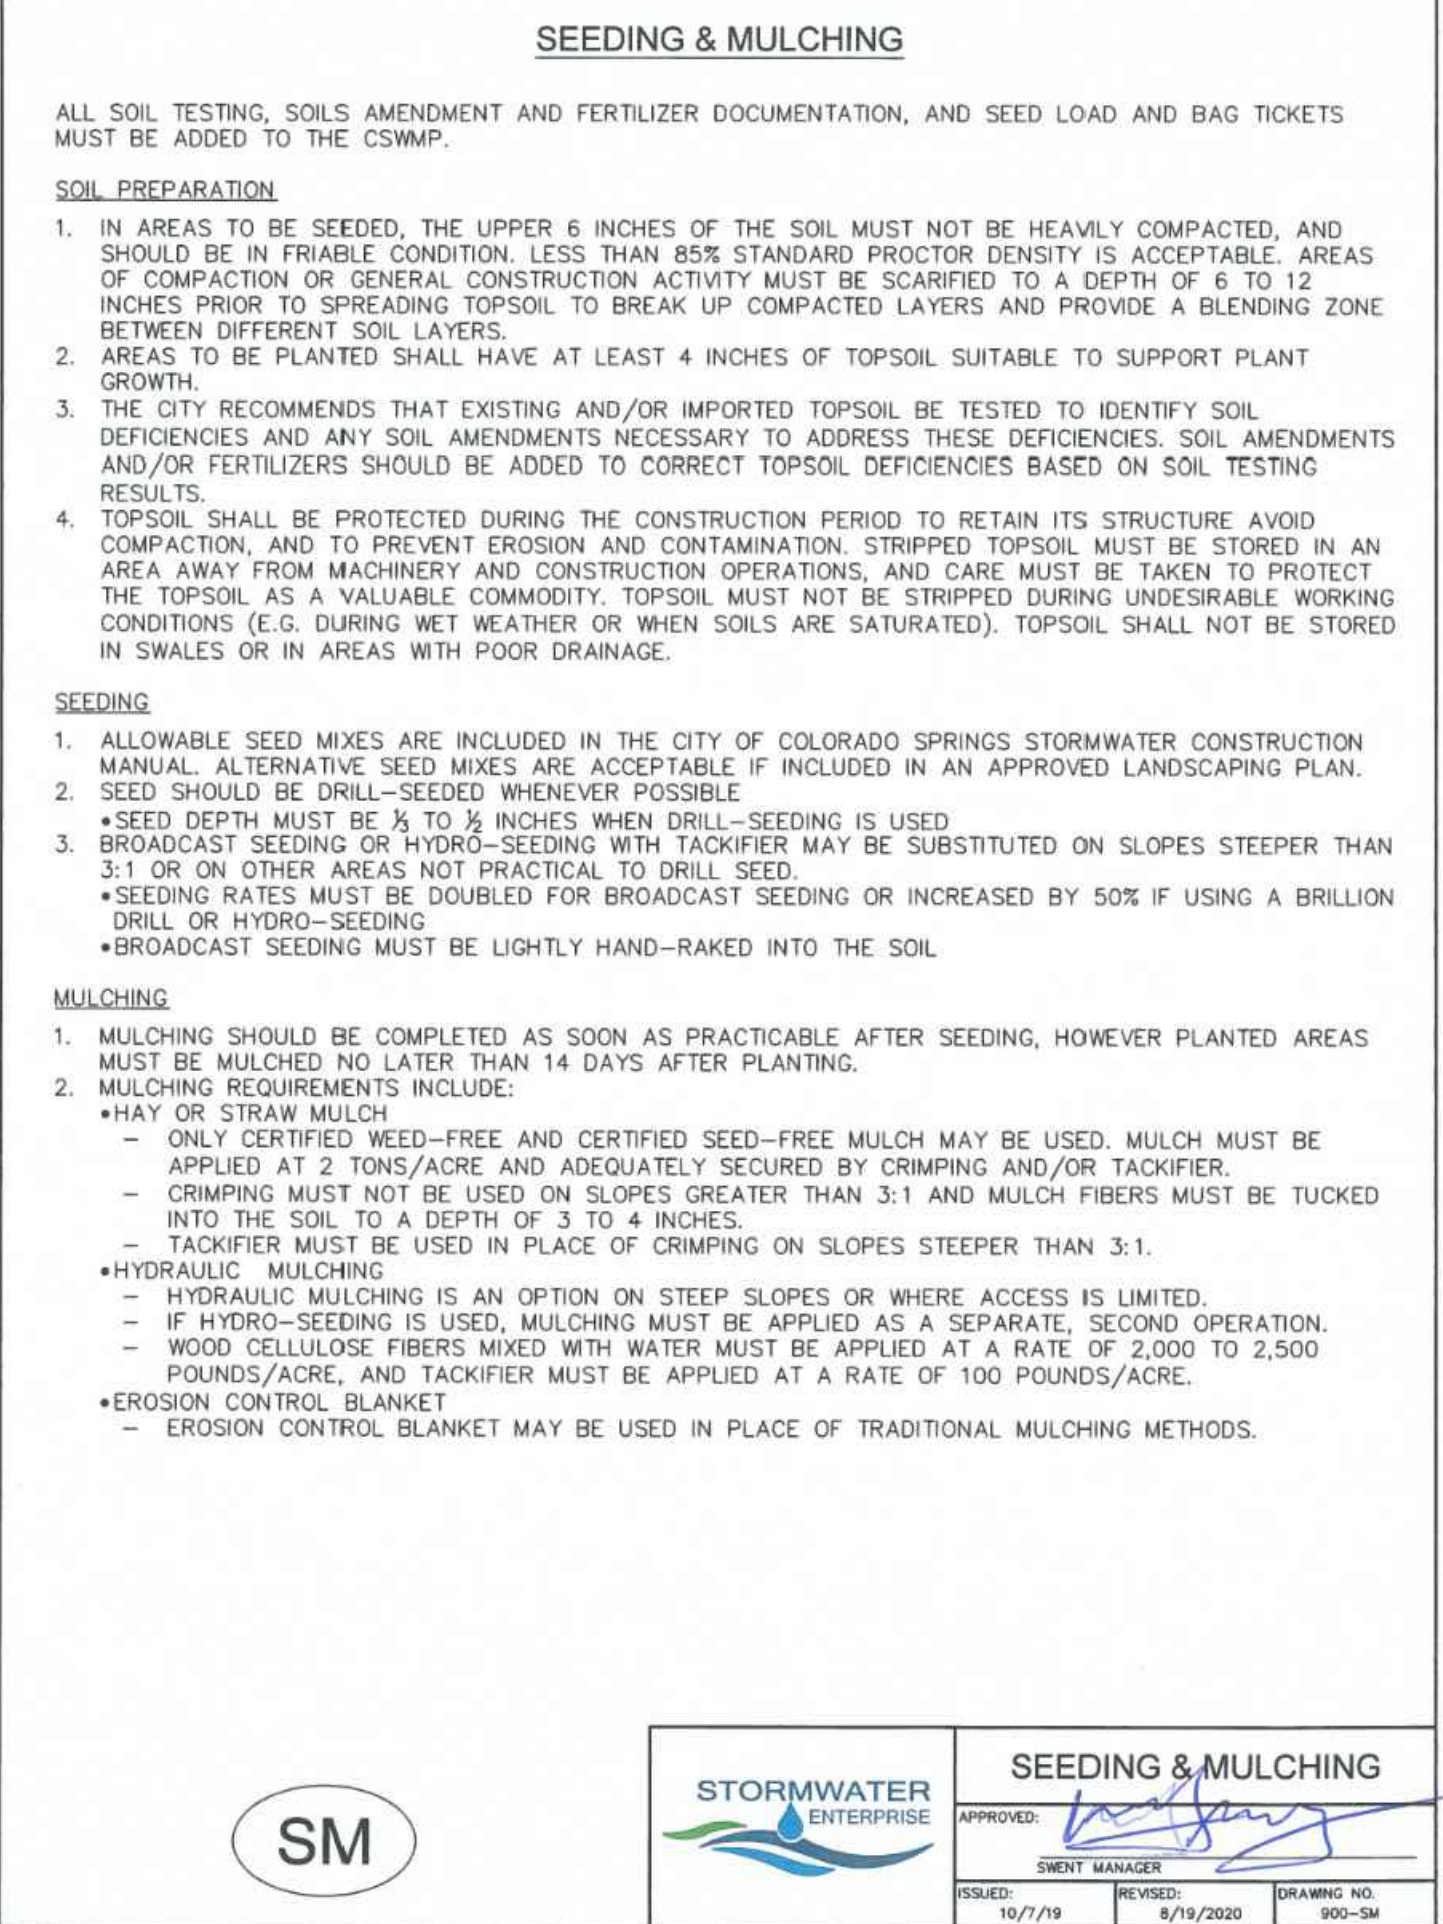 SEEDING & MULCHING
ALL SOIL TESTING, SOILS AMENDMENT AND FERTILIZER DOCUMENTATION, AND SEED LOAD AND BAG TICKETS
MUST BE ADDED TO THE CSWMP.
SOIL PREPARATION
1. IN AREAS TO BE SEEDED, THE UPPER 6 INCHES OF THE SOIL MUST NOT BE HEAVILY COMPACTED, AND
SHOULD BE IN FRIABLE CONDITION. LESS THAN 85% STANDARD PROCTOR DENSITY IS ACCEPTABLE. AREAS
OF COMPACTION OR GENERAL CONSTRUCTION ACTIVITY MUST BE SCARIFIED TO A DEPTH OF 6 TO 12
INCHES PRIOR TO SPREADING TOPSOIL TO BREAK UP COMPACTED LAYERS AND PROVIDE A BLENDING ZONE
BETWEEN DIFFERENT SOIL LAYERS.
2. AREAS TO BE PLANTED SHALL HAVE AT LEAST 4 INCHES OF TOPSOIL SUITABLE TO SUPPORT PLANT
GROWTH.
3. THE CITY RECOMMENDS THAT EXISTING AND/OR IMPORTED TOPSOIL BE TESTED TO IDENTIFY SOIL
DEFICIENCIES AND ANY SOIL AMENDMENTS NECESSARY TO ADDRESS THESE DEFICIENCIES. SOIL AMENDMENTS
AND/OR FERTILIZERS SHOULD BE ADDED TO CORRECT TOPSOIL DEFICIENCIES BASED ON SOIL TESTING
RESULTS.
4. TOPSOIL SHALL BE PROTECTED DURING THE CONSTRUCTION PERIOD TO RETAIN ITS STRUCTURE AVOID
COMPACTION, AND TO PREVENT EROSION AND CONTAMINATION. STRIPPED TOPSOIL MUST BE STORED IN AN
AREA AWAY FROM MACHINERY AND CONSTRUCTION OPERATIONS, AND CARE MUST BE TAKEN TO PROTECT
THE TOPSOIL AS A VALUABLE COMMODITY. TOPSOIL MUST NOT BE STRIPPED DURING UNDESIRABLE WORKING
CONDITIONS (E.G. DURING WET WEATHER OR WHEN SOILS ARE SATURATED). TOPSOIL SHALL NOT BE STORED
IN SWALES OR IN AREAS WITH POOR DRAINAGE.
SEEDING
1. ALLOWABLE SEED MIXES ARE INCLUDED IN THE CITY OF COLORADO SPRINGS STORMWATER CONSTRUCTION
MANUAL. ALTERNATIVE SEED MIXES ARE ACCEPTABLE IF INCLUDED IN AN APPROVED LANDSCAPING PLAN.
2. SEED SHOULD BE DRILL-SEEDED WHENEVER POSSIBLE
•SEED DEPTH MUST BE ⅓ TO ½ INCHES WHEN DRILL-SEEDING IS USED
3. BROADCAST SEEDING OR HYDRO-SEEDING WITH TACKIFIER MAY BE SUBSTITUTED ON SLOPES STEEPER THAN
3:1 OR ON OTHER AREAS NOT PRACTICAL TO DRILL SEED.
•SEEDING RATES MUST BE DOUBLED FOR BROADCAST SEEDING OR INCREASED BY 50% IF USING A BRILLION
DRILL OR HYDRO-SEEDING
•BROADCAST SEEDING MUST BE LIGHTLY HAND-RAKED INTO THE SOIL
MULCHING
1. MULCHING SHOULD BE COMPLETED AS SOON AS PRACTICABLE AFTER SEEDING, HOWEVER PLANTED AREAS
MUST BE MULCHED NO LATER THAN 14 DAYS AFTER PLANTING.
2. MULCHING REQUIREMENTS INCLUDE:
•HAY OR STRAW MULCH
– ONLY CERTIFIED WEED-FREE AND CERTIFIED SEED-FREE MULCH MAY BE USED. MULCH MUST BE
APPLIED AT 2 TONS/ACRE AND ADEQUATELY SECURED BY CRIMPING AND/OR TACKIFIER.
– CRIMPING MUST NOT BE USED ON SLOPES GREATER THAN 3:1 AND MULCH FIBERS MUST BE TUCKED
INTO THE SOIL TO A DEPTH OF 3 TO 4 INCHES.
– TACKIFIER MUST BE USED IN PLACE OF CRIMPING ON SLOPES STEEPER THAN 3:1.
•HYDRAULIC MULCHING
– HYDRAULIC MULCHING IS AN OPTION ON STEEP SLOPES OR WHERE ACCESS IS LIMITED.
– IF HYDRO-SEEDING IS USED, MULCHING MUST BE APPLIED AS A SEPARATE, SECOND OPERATION.
– WOOD CELLULOSE FIBERS MIXED WITH WATER MUST BE APPLIED AT A RATE OF 2,000 TO 2,500
POUNDS/ACRE, AND TACKIFIER MUST BE APPLIED AT A RATE OF 100 POUNDS/ACRE.
•EROSION CONTROL BLANKET
– EROSION CONTROL BLANKET MAY BE USED IN PLACE OF TRADITIONAL MULCHING METHODS.
SM
STORMWATER
ENTERPRISE
SEEDING & MULCHING
APPROVED:
SWENT MANAGER
ISSUED:
10/7/19
REVISED:
8/19/2020
DRAWING NO.
900-SM